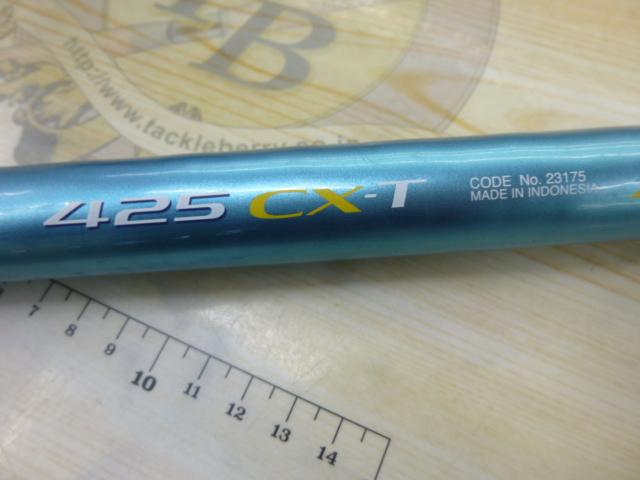 TB
http://www.tackleberry.co.jp
425 CX-T
CODE No. 23175
MADE IN INDONESIA
7 8 9 10 11 12 13 14